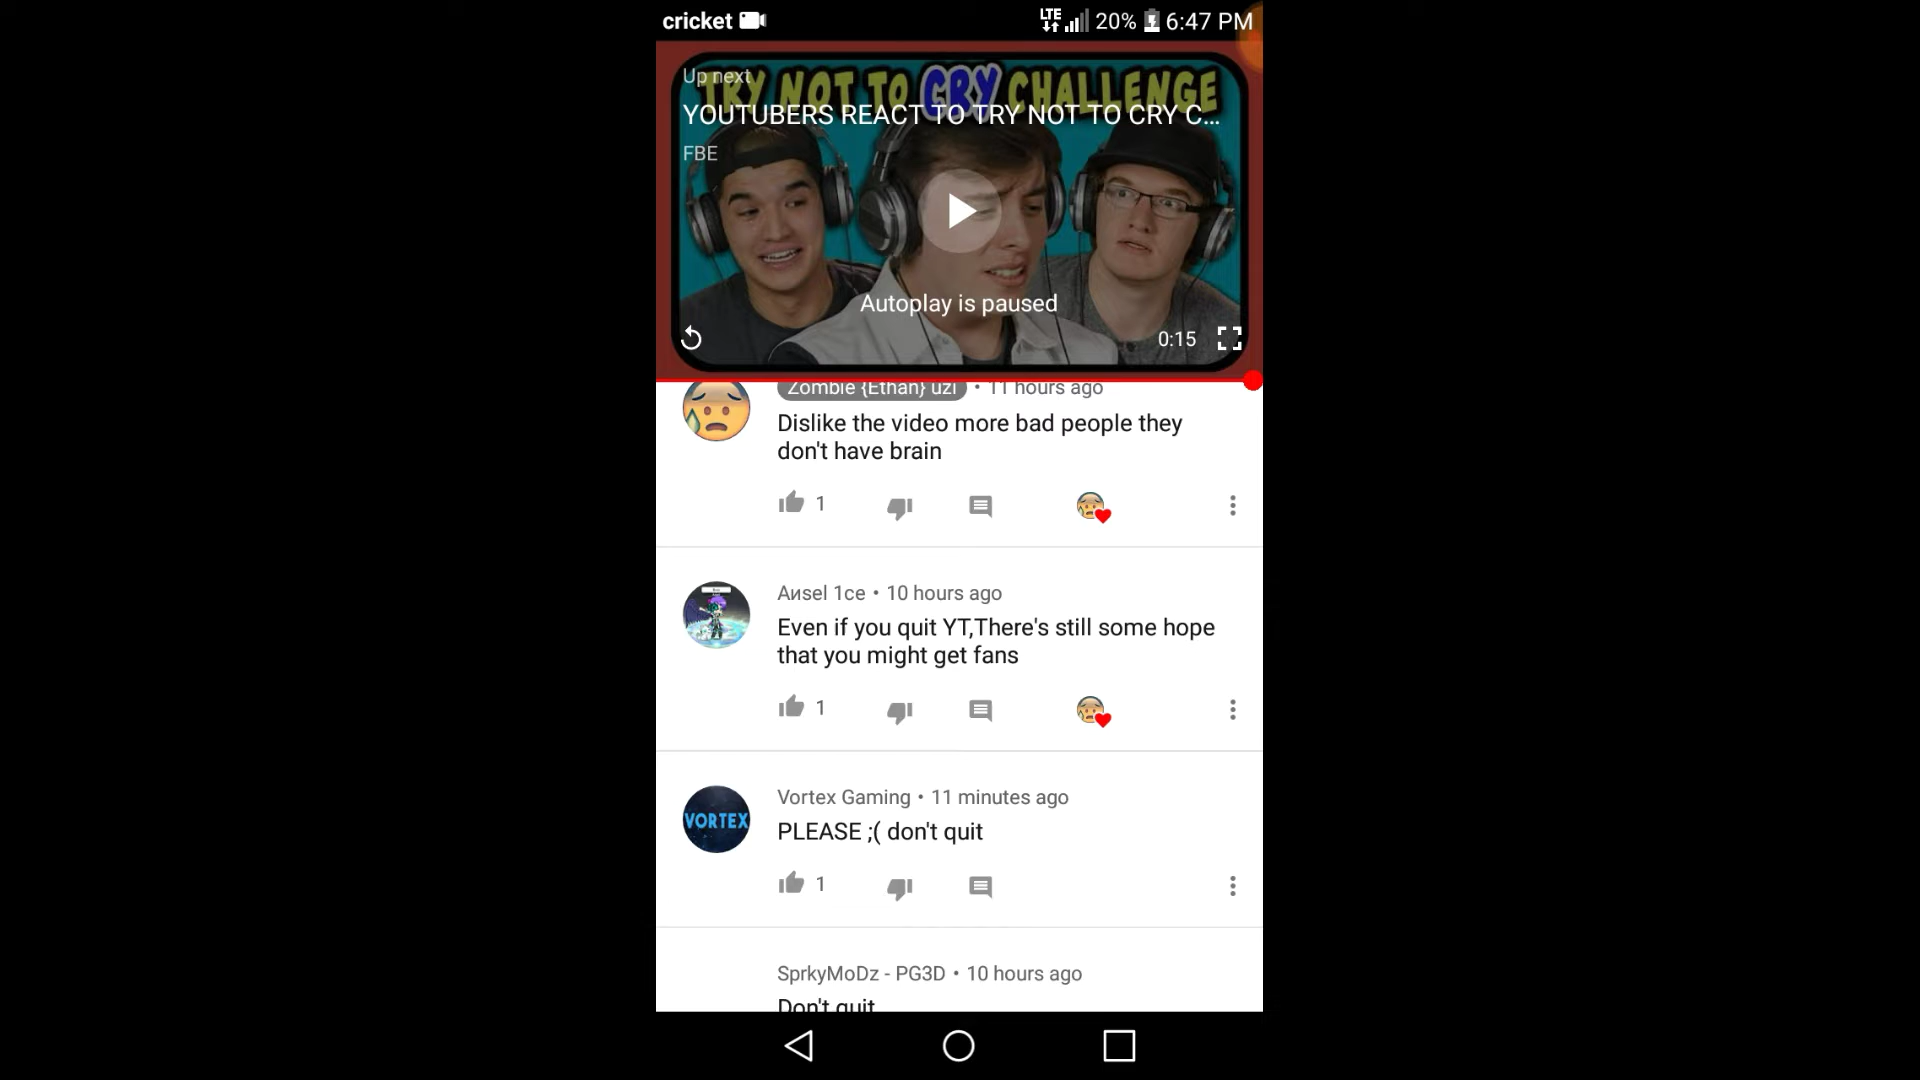 cricket
LTE 20% 6:47 PM
TRY NOT TO CRY CHALLENGE
Up next
YOUTUBERS REACT TO TRY NOT TO CRY C...
FBE
Autoplay is paused
0:15
Zombie {Ethan} uzi • 11 hours ago
Dislike the video more bad people they
don't have brain
1
Aиsel 1ce • 10 hours ago
Even if you quit YT,There's still some hope
that you might get fans
1
VORTEX
Vortex Gaming • 11 minutes ago
PLEASE ;( don't quit
1
SprkyMoDz - PG3D • 10 hours ago
Don't quit